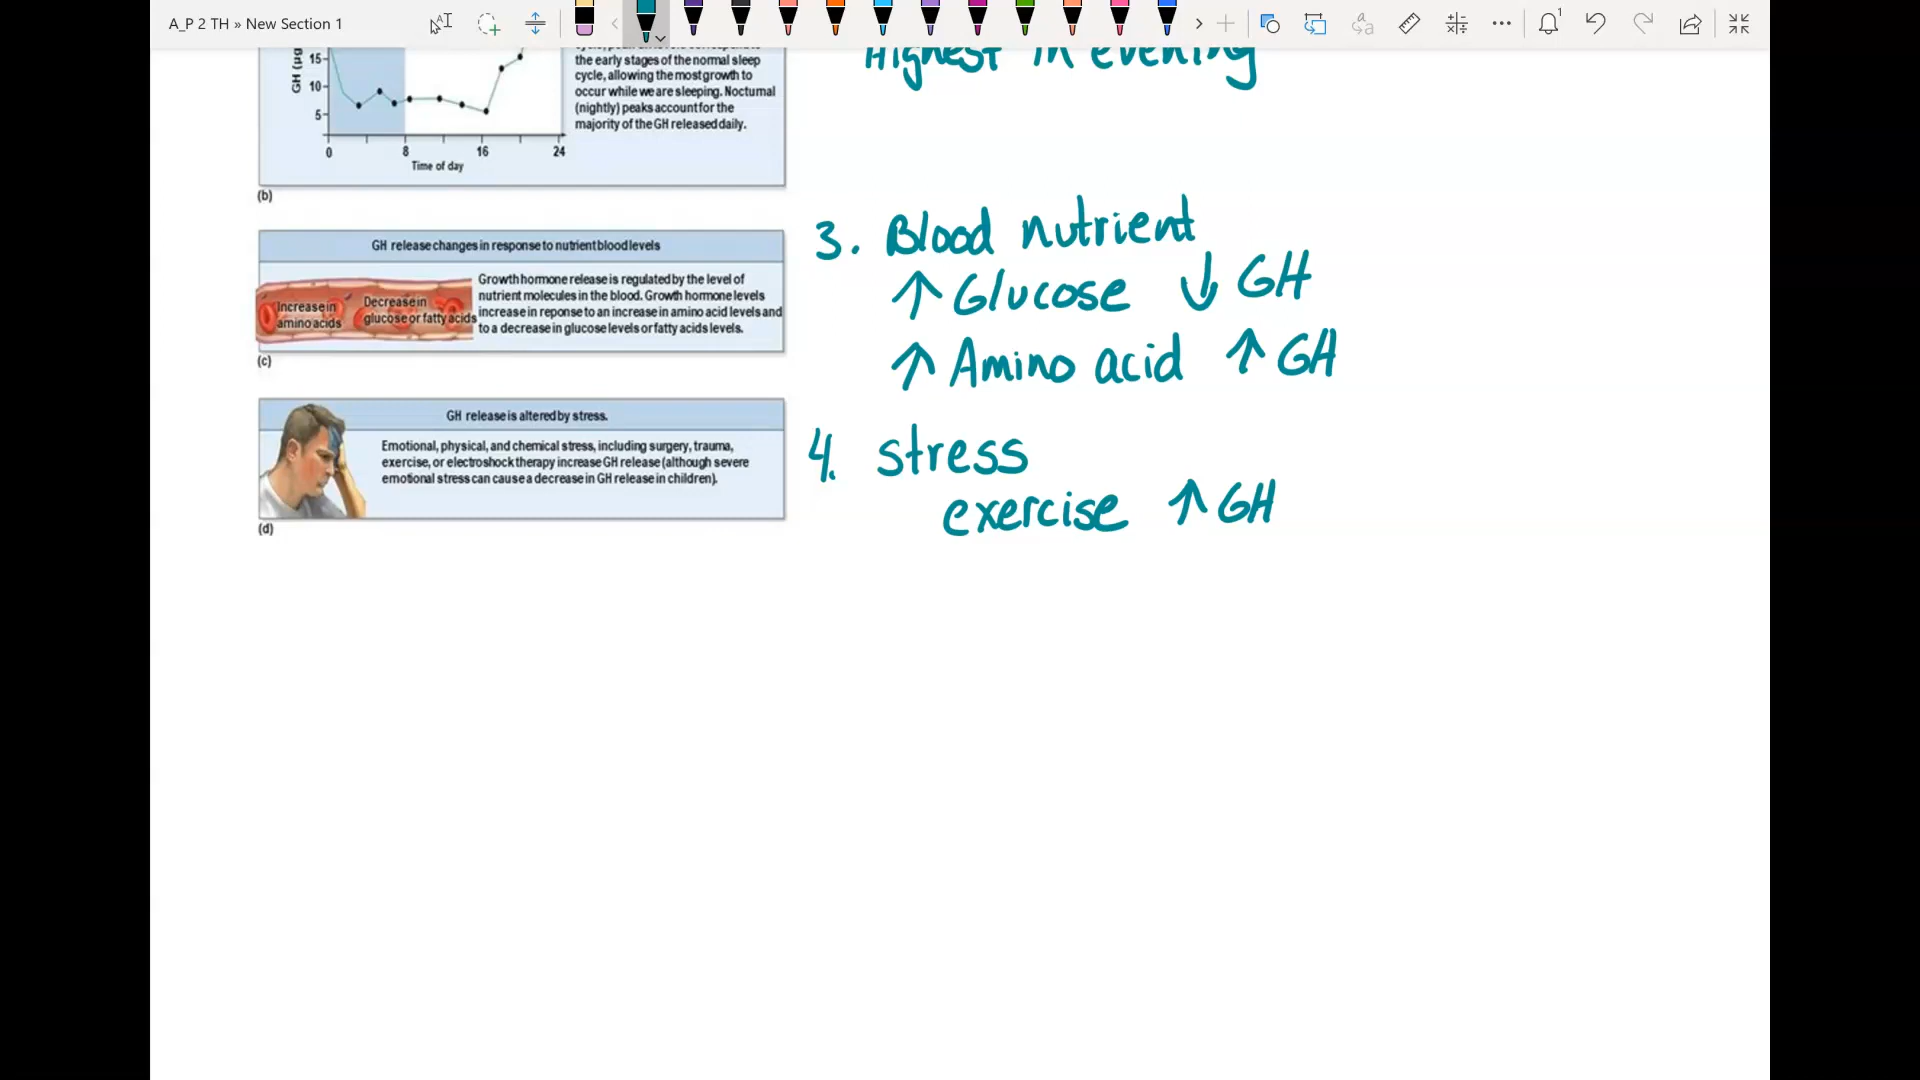 A_P 2 TH » New Section 1
1
Highest in evening
GH (µg
15
10
5
0
8
16
24
Time of day
the early stages of the normal sleep
cycle, allowing the most growth to
occur while we are sleeping. Nocturnal
(nightly) peaks account for the
majority of the GH released daily.
(b)
GH release changes in response to nutrient blood levels
Increase in
amino acids
Decrease in
glucose or fatty acids
Growth hormone release is regulated by the level of
nutrient molecules in the blood. Growth hormone levels
increase in reponse to an increase in amino acid levels and
to a decrease in glucose levels or fatty acids levels.
(c)
3. Blood nutrient
↑ Glucose ↓ GH
↑ Amino acid ↑ GH
GH release is altered by stress.
Emotional, physical, and chemical stress, including surgery, trauma,
exercise, or electroshock therapy increase GH release (although severe
emotional stress can cause a decrease in GH release in children).
(d)
4. stress
exercise ↑ GH